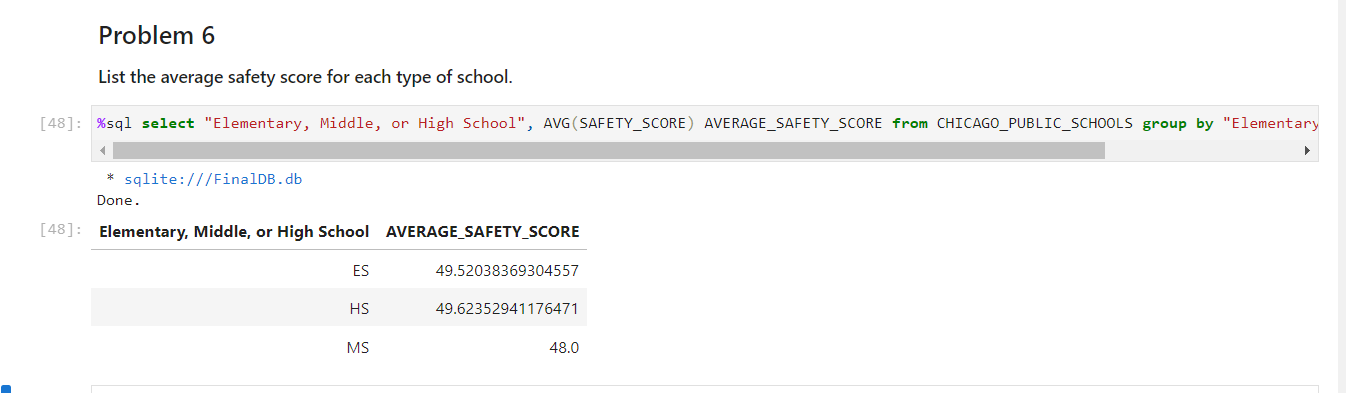 Problem 6
List the average safety score for each type of school.
[48]: %sql select "Elementary, Middle, or High School", AVG(SAFETY_SCORE) AVERAGE_SAFETY_SCORE from CHICAGO_PUBLIC_SCHOOLS group by "Elementary
* sqlite:///FinalDB.db
Done.
[48]: Elementary, Middle, or High School AVERAGE_SAFETY_SCORE
ES 49.52038369304557
HS 49.62352941176471
MS 48.0